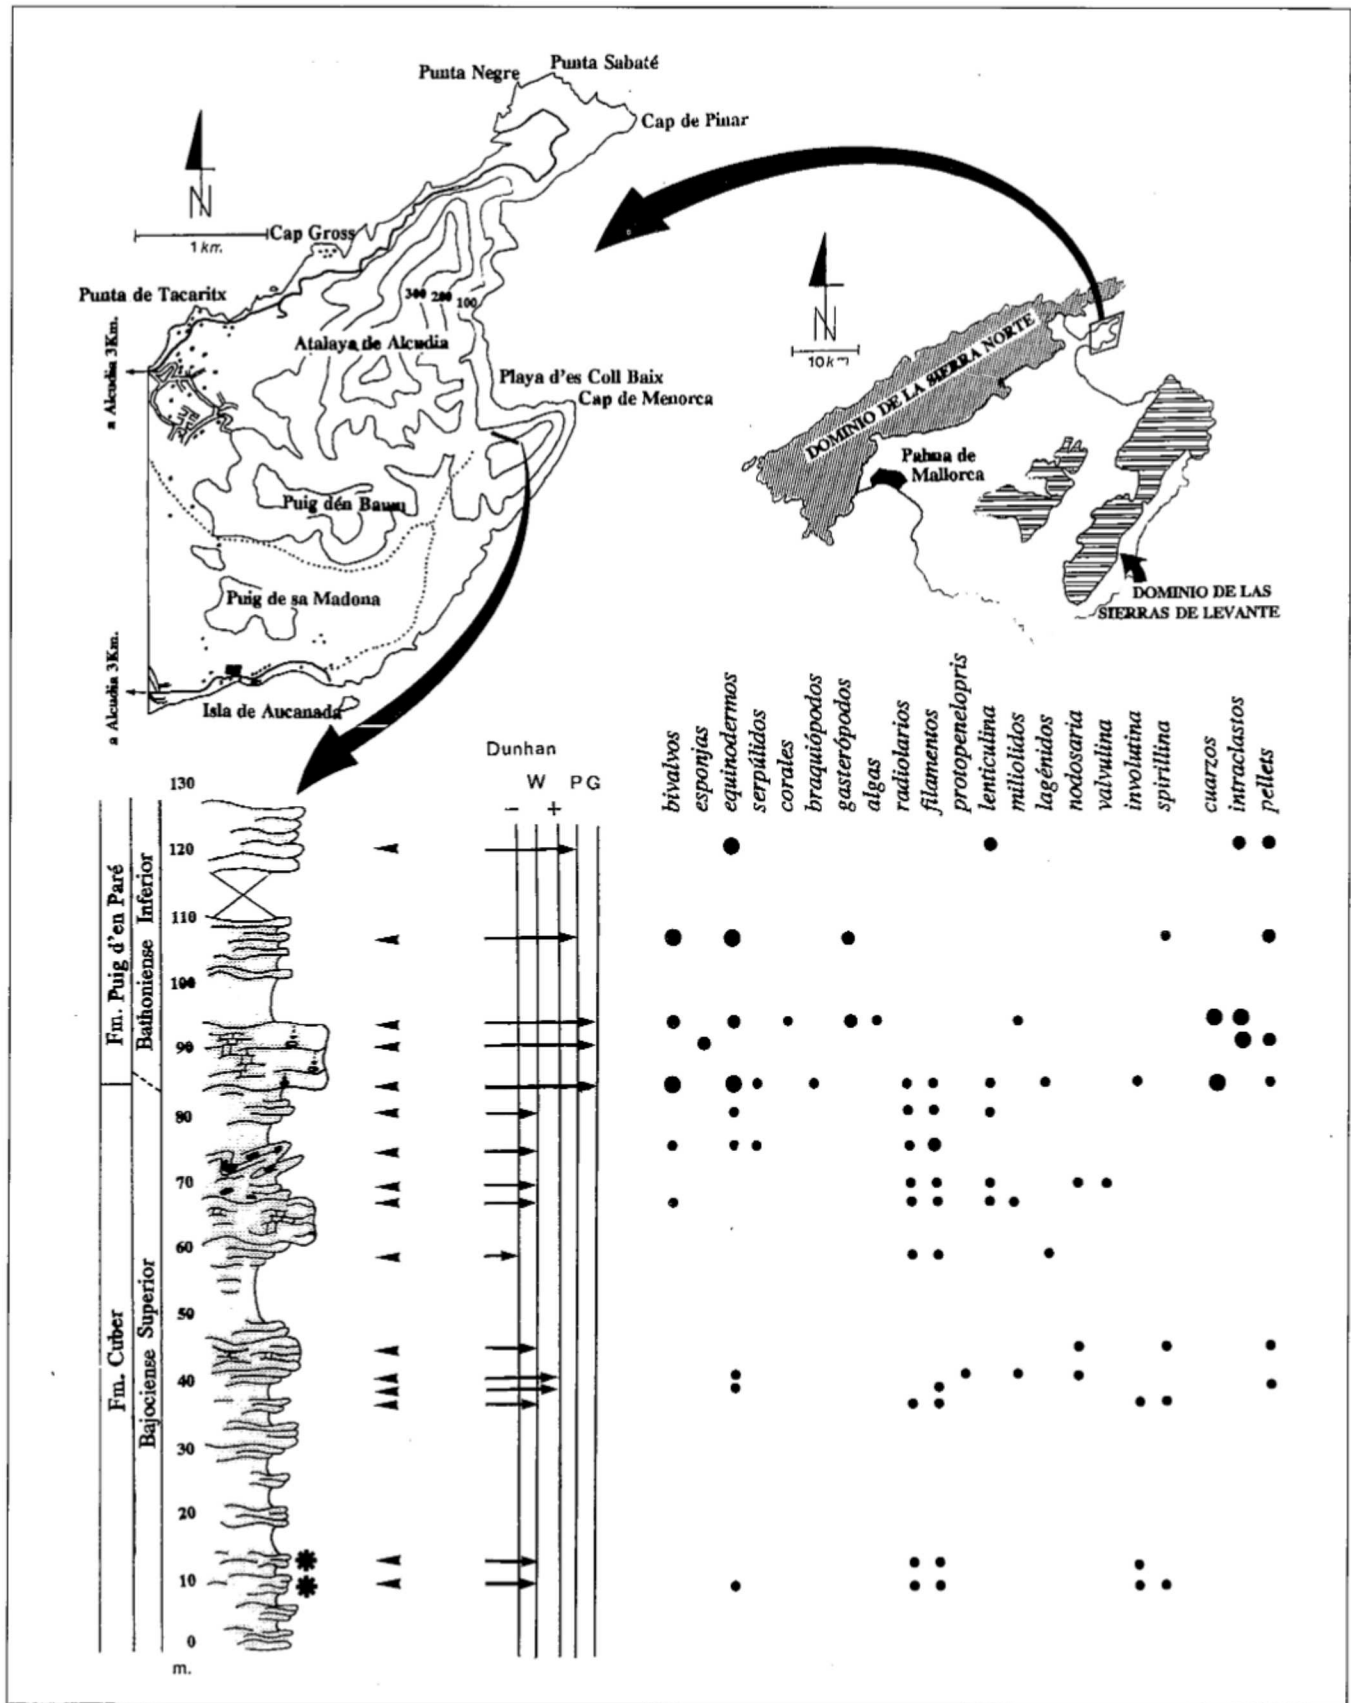 Punta Negre
Punta Sabaté
Cap de Pinar
N
1 km.
Cap Gross
Punta de Tacaritx
300 200 100
a Alcudia 3Km.
Atalaya de Alcudia
Playa d'es Coll Baix
Cap de Menorca
Puig dén Baum
Puig de sa Madona
a Alcudia 3Km.
Isla de Aucanada
N
10km
DOMINIO DE LA SIERRA NORTE
Palma de
Mallorca
DOMINIO DE LAS
SIERRAS DE LEVANTE
Dunhan
W P G
- +
bivalvos
esponjas
equinodermos
serpúlidos
corales
braquiópodos
gasterópodos
algas
radiolarios
filamentos
protopenelopris
lenticulina
miliolidos
lagénidos
nodosaria
valvulina
involutina
spirillina
cuarzos
intraclastos
pellets
Fm. Puig d'en Paré
Bathoniense Inferior
Fm. Cuber
Bajociense Superior
130
120
110
100
90
80
70
60
50
40
30
20
10
0
m.